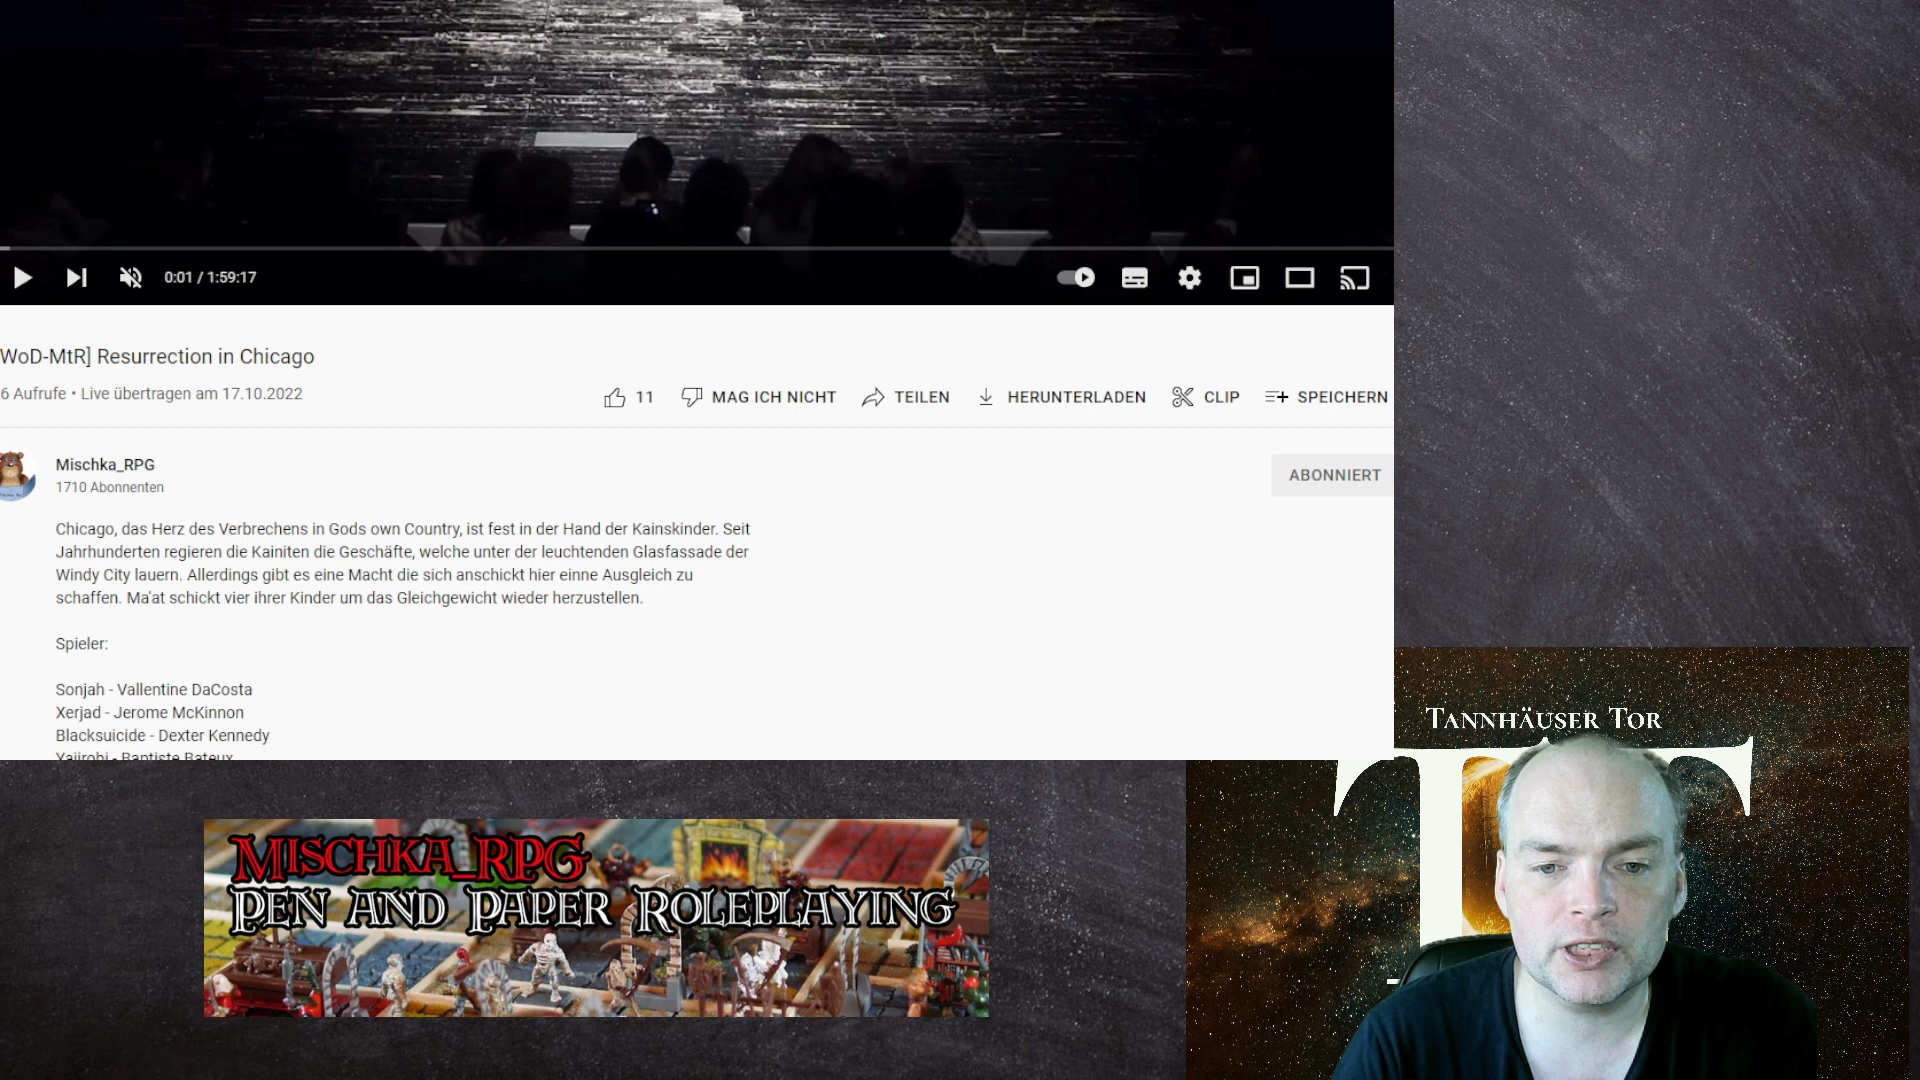 0:01 / 1:59:17
WoD-MtR] Resurrection in Chicago
6 Aufrufe • Live übertragen am 17.10.2022
11 MAG ICH NICHT TEILEN HERUNTERLADEN CLIP SPEICHERN
Mischka_RPG
1710 Abonnenten
ABONNIERT
Chicago, das Herz des Verbrechens in Gods own Country, ist fest in der Hand der Kainskinder. Seit
Jahrhunderten regieren die Kainiten die Geschäfte, welche unter der leuchtenden Glasfassade der
Windy City lauern. Allerdings gibt es eine Macht die sich anschickt hier einne Ausgleich zu
schaffen. Ma'at schickt vier ihrer Kinder um das Gleichgewicht wieder herzustellen.
Spieler:
Sonjah - Vallentine DaCosta
Xerjad - Jerome McKinnon
Blacksuicide - Dexter Kennedy
Yajirobi - Baptiste Bateux
Tannhäuser Tor
Mischka_RPG
Pen and Paper Roleplaying